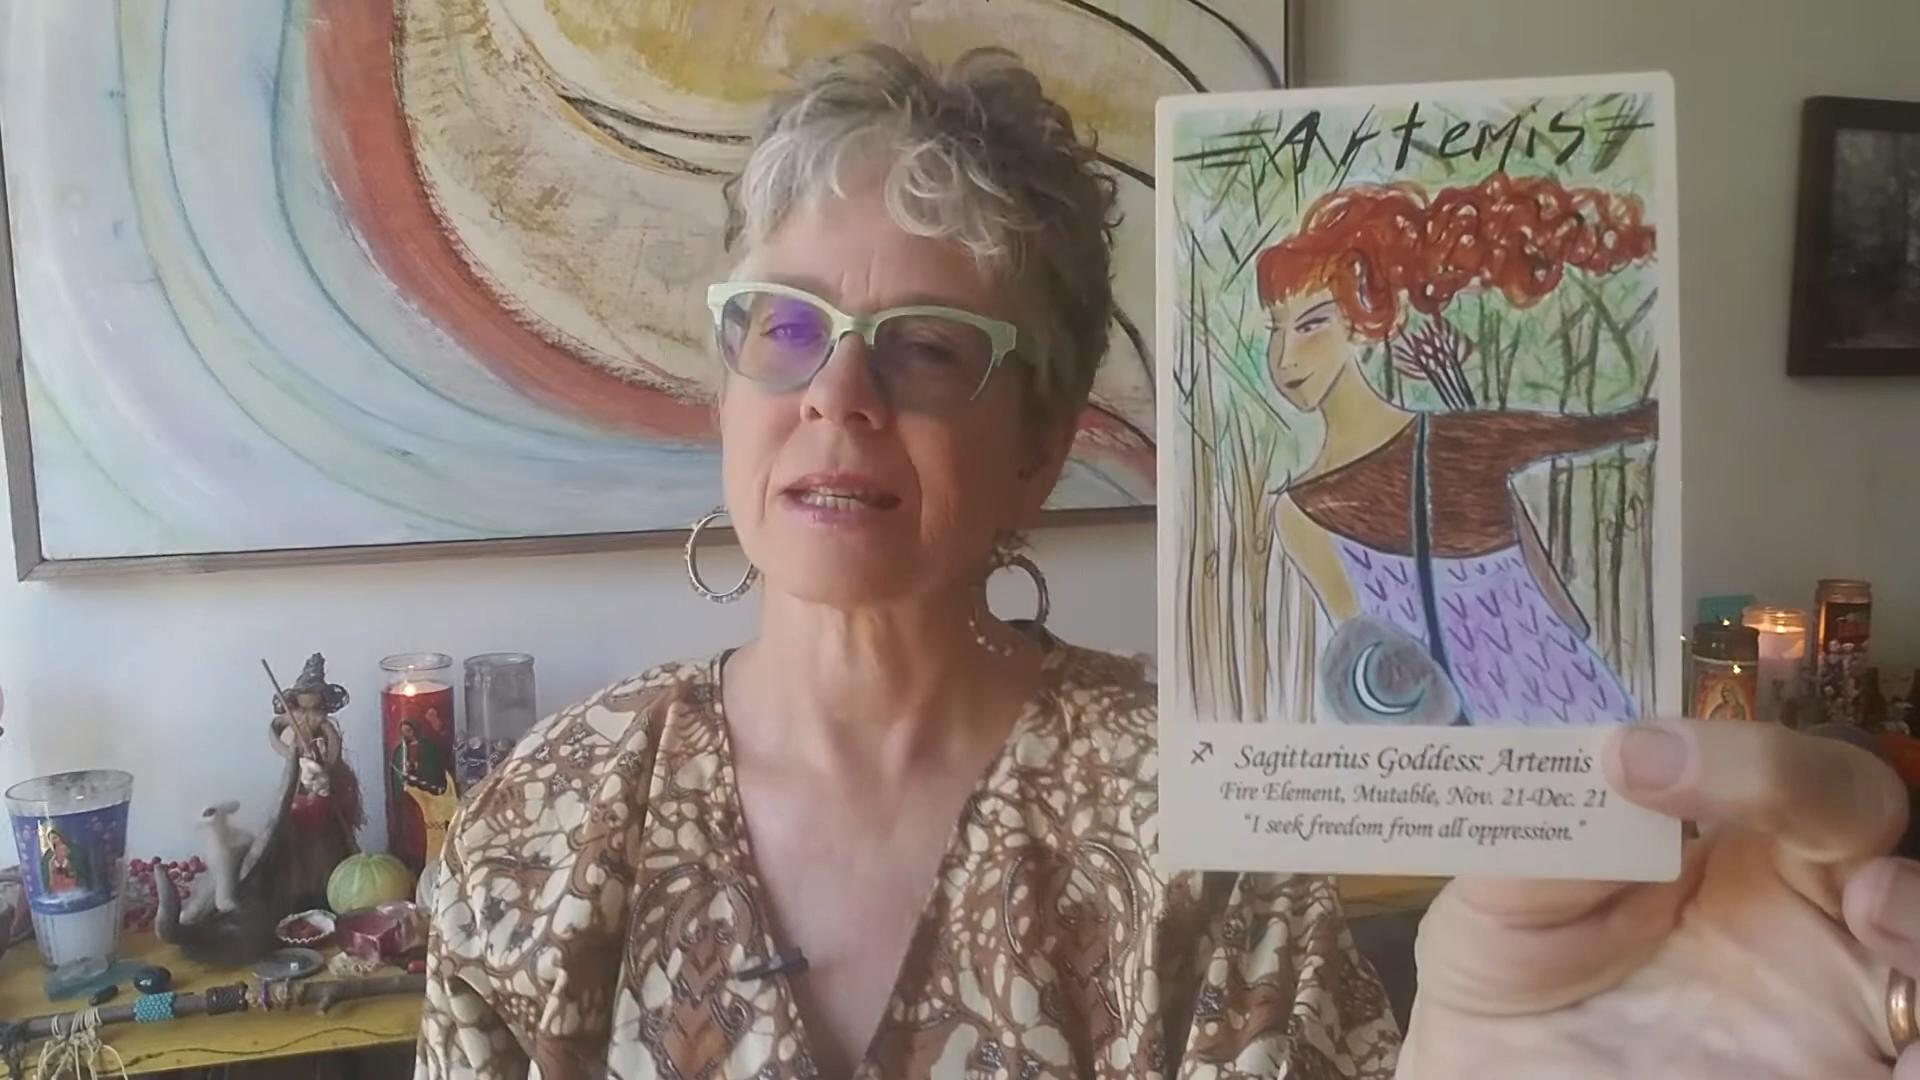 Artemis
♐ Sagittarius Goddess: Artemis
Fire Element, Mutable, Nov. 21-Dec. 21
"I seek freedom from all oppression."